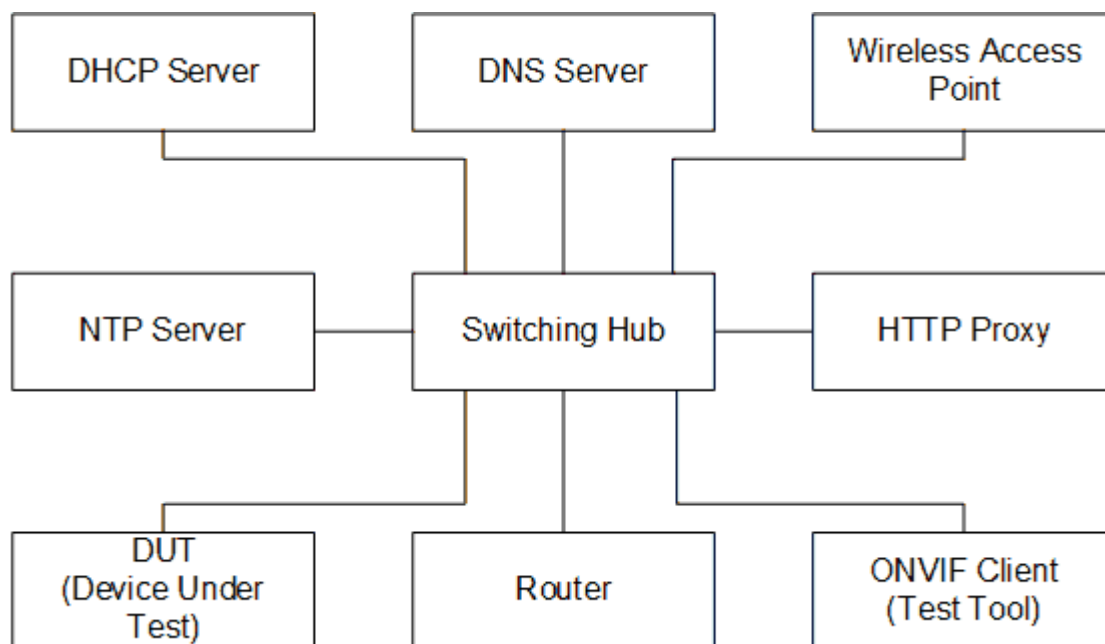 DHCP Server
DNS Server
Wireless Access
Point
NTP Server
Switching Hub
HTTP Proxy
DUT
(Device Under
Test)
Router
ONVIF Client
(Test Tool)